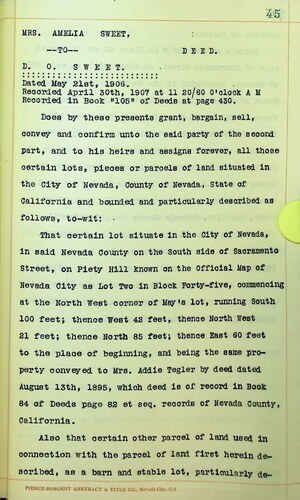 45
MRS. AMELIA SWEET,
--TO-- DEED.
D. O. SWEET.
::::::::::::::::::::::::::::
Dated May 21st, 1906.
Recorded April 30th, 1907 at 11 20/60 O'clock A M
Recorded in Book "105" of Deeds at page 430.
Does by these presents grant, bargain, sell,
convey and confirm unto the said party of the second
part, and to his heirs and assigns forever, all those
certain lots, pieces or parcels of land situated in
the City of Nevada, County of Nevada, State of
California and bounded and particularly described as
follows, to-wit:
That certain lot situate in the City of Nevada,
in said Nevada County on the South side of Sacramento
Street, on Piety Hill known on the Official Map of
Nevada City as Lot Two in Block Forty-five, commencing
at the North West corner of May's lot, running South
100 feet; thence West 42 feet, thence North West
21 feet; thence North 85 feet; thence East 60 feet
to the place of beginning, and being the same pro-
perty conveyed to Mrs. Addie Tegler by deed dated
August 13th, 1895, which deed is of record in Book
84 of Deeds page 82 et seq. records of Nevada County,
California.
Also that certain other parcel of land used in
connection with the parcel of land first herein de-
scribed, as a barn and stable lot, particularly de-
PIERCE-BOSQUIT ABSTRACT & TITLE CO., Nevada City, Cal.